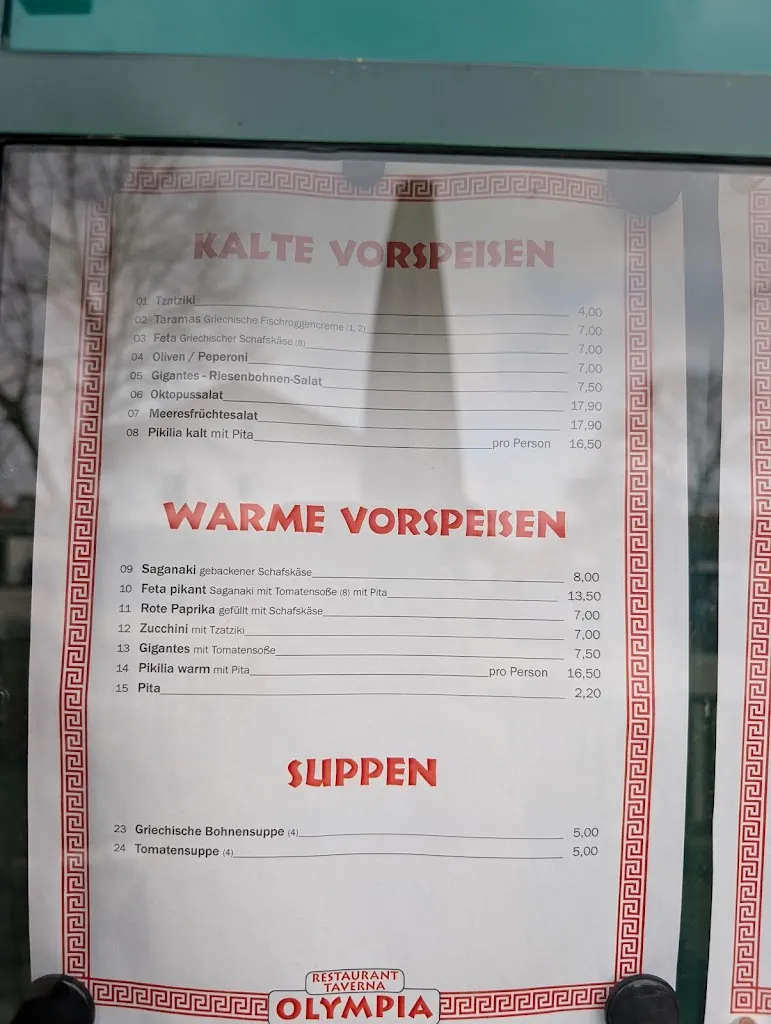 KALTE VORSPEISEN
01 Tzatziki 4,00
02 Taramas Griechische Fischroggencreme (1, 2) 7,00
03 Feta Griechischer Schafskäse (8) 7,00
04 Oliven / Peperoni 7,00
05 Gigantes - Riesenbohnen-Salat 7,50
06 Oktopussalat 17,90
07 Meeresfrüchtesalat 17,90
08 Pikilia kalt mit Pita pro Person 16,50
WARME VORSPEISEN
09 Saganaki gebackener Schafskäse 8,00
10 Feta pikant Saganaki mit Tomatensoße (8) mit Pita 13,50
11 Rote Paprika gefüllt mit Schafskäse 7,00
12 Zucchini mit Tzatziki 7,00
13 Gigantes mit Tomatensoße 7,50
14 Pikilia warm mit Pita pro Person 16,50
15 Pita 2,20
SUPPEN
23 Griechische Bohnensuppe (4) 5,00
24 Tomatensuppe (4) 5,00
RESTAURANT
TAVERNA
OLYMPIA